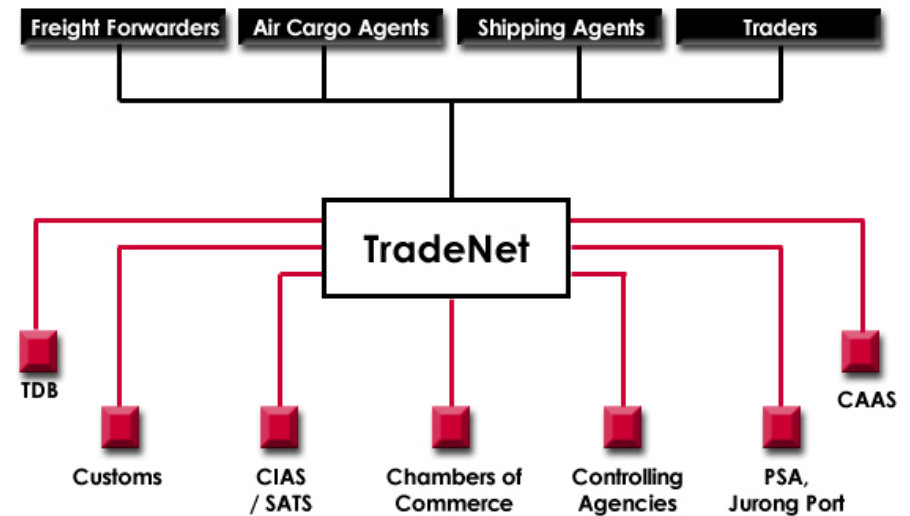 Freight Forwarders
Air Cargo Agents
Shipping Agents
Traders
TradeNet
TDB
CAAS
Customs
CIAS
/ SATS
Chambers of
Commerce
Controlling
Agencies
PSA,
Jurong Port